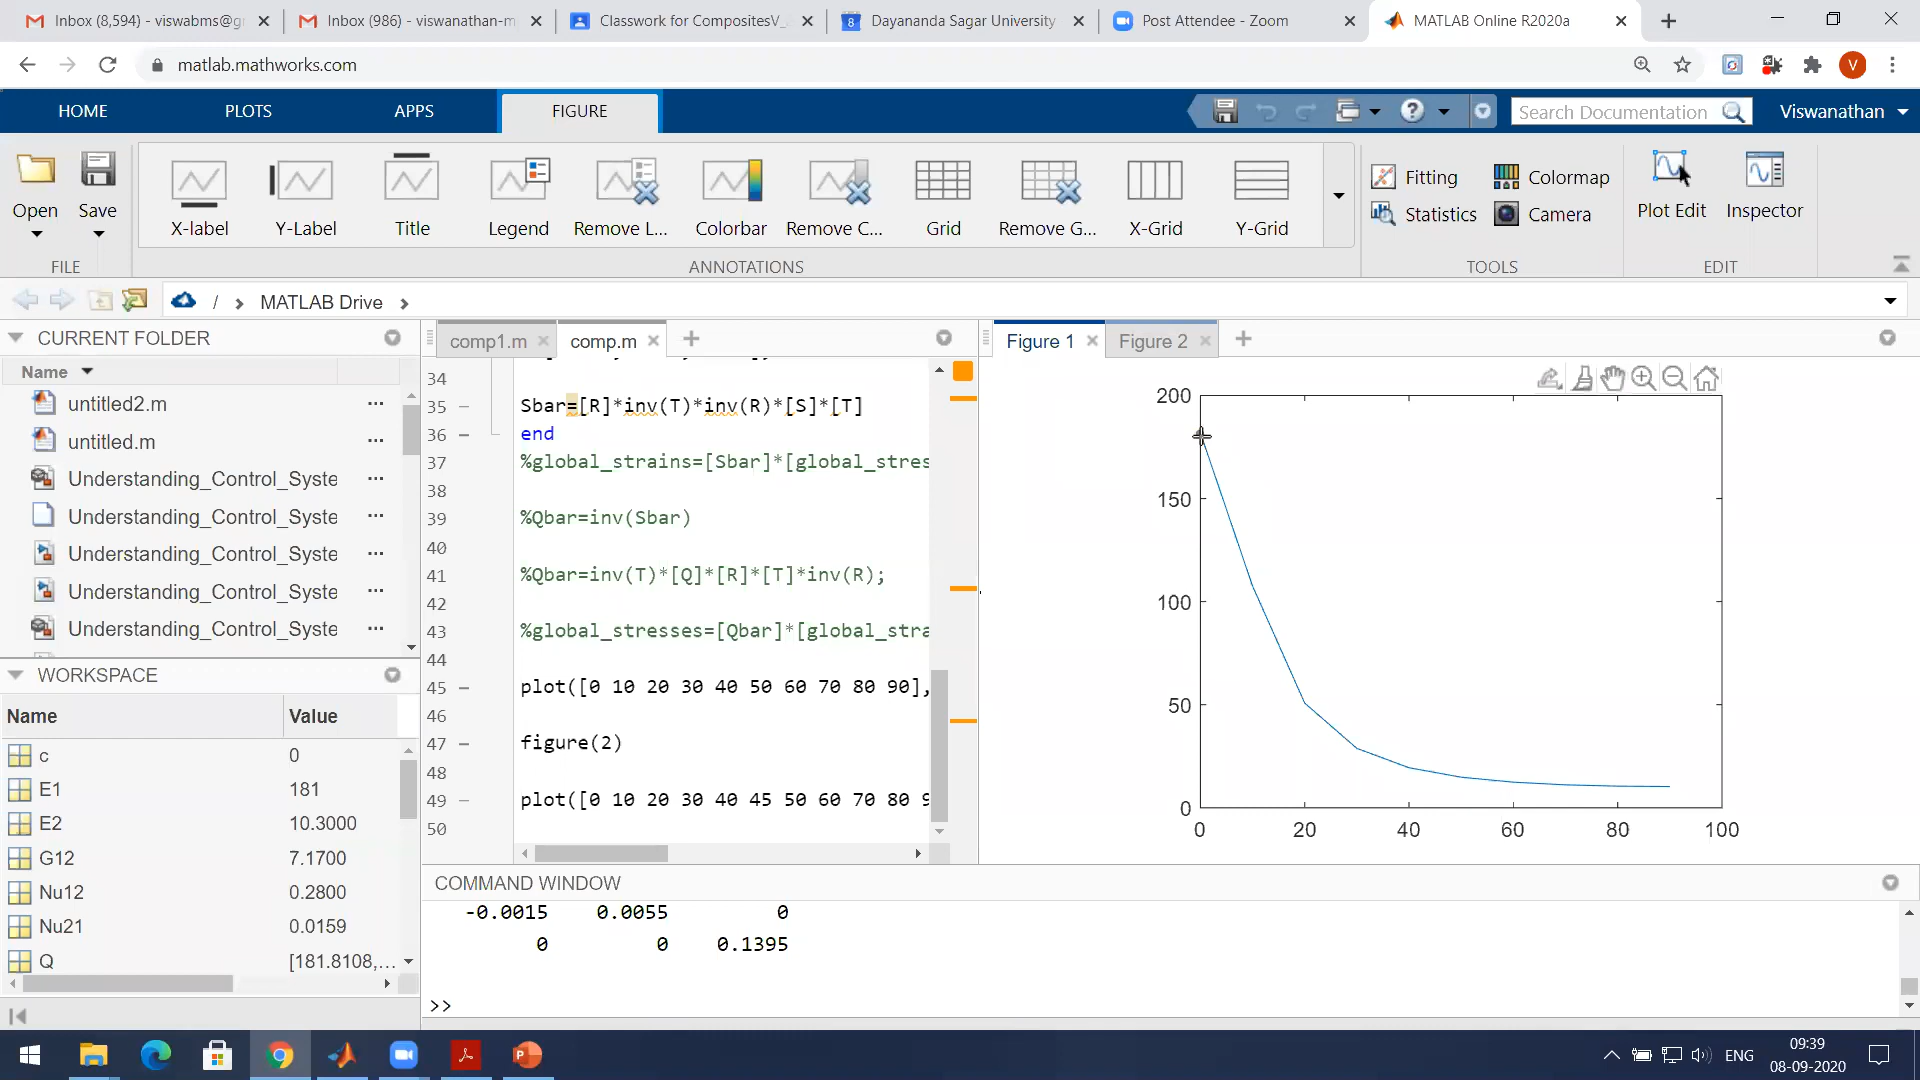 Inbox (8,594) - viswabms@g
Inbox (986) - viswanathan-m
Classwork for CompositesV_
Dayananda Sagar University
Post Attendee - Zoom
MATLAB Online R2020a
matlab.mathworks.com
V
HOME
PLOTS
APPS
FIGURE
Search Documentation
Viswanathan
Open
Save
X-label
Y-Label
Title
Legend
Remove L...
Colorbar
Remove C...
Grid
Remove G...
X-Grid
Y-Grid
Fitting
Statistics
Colormap
Camera
Plot Edit
Inspector
FILE
ANNOTATIONS
TOOLS
EDIT
/ > MATLAB Drive >
CURRENT FOLDER
Name
untitled2.m
untitled.m
Understanding_Control_Syste
Understanding_Control_Syste
Understanding_Control_Syste
Understanding_Control_Syste
Understanding_Control_Syste
WORKSPACE
Name Value
c 0
E1 181
E2 10.3000
G12 7.1700
Nu12 0.2800
Nu21 0.0159
Q [181.8108,...
comp1.m
comp.m
34
35 Sbar=[R]*inv(T)*inv(R)*[S]*[T]
36 end
37 %global_strains=[Sbar]*[global_stres
38
39 %Qbar=inv(Sbar)
40
41 %Qbar=inv(T)*[Q]*[R]*[T]*inv(R);
42
43 %global_stresses=[Qbar]*[global_stra
44
45 plot([0 10 20 30 40 50 60 70 80 90],
46
47 figure(2)
48
49 plot([0 10 20 30 40 45 50 60 70 80 9
50
Figure 1
Figure 2
200
150
100
50
0
0 20 40 60 80 100
COMMAND WINDOW
-0.0015 0.0055 0
0 0 0.1395
>>
ENG
09:39
08-09-2020